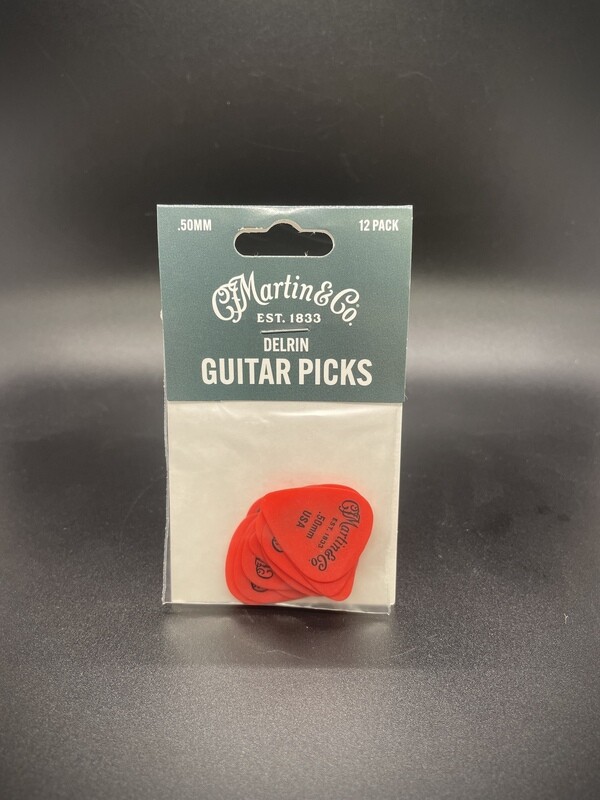 .50MM 12 PACK
CFMartin & Co.
EST. 1833
DELRIN
GUITAR PICKS
CFMartin & Co.
EST. 1833
.50mm
USA